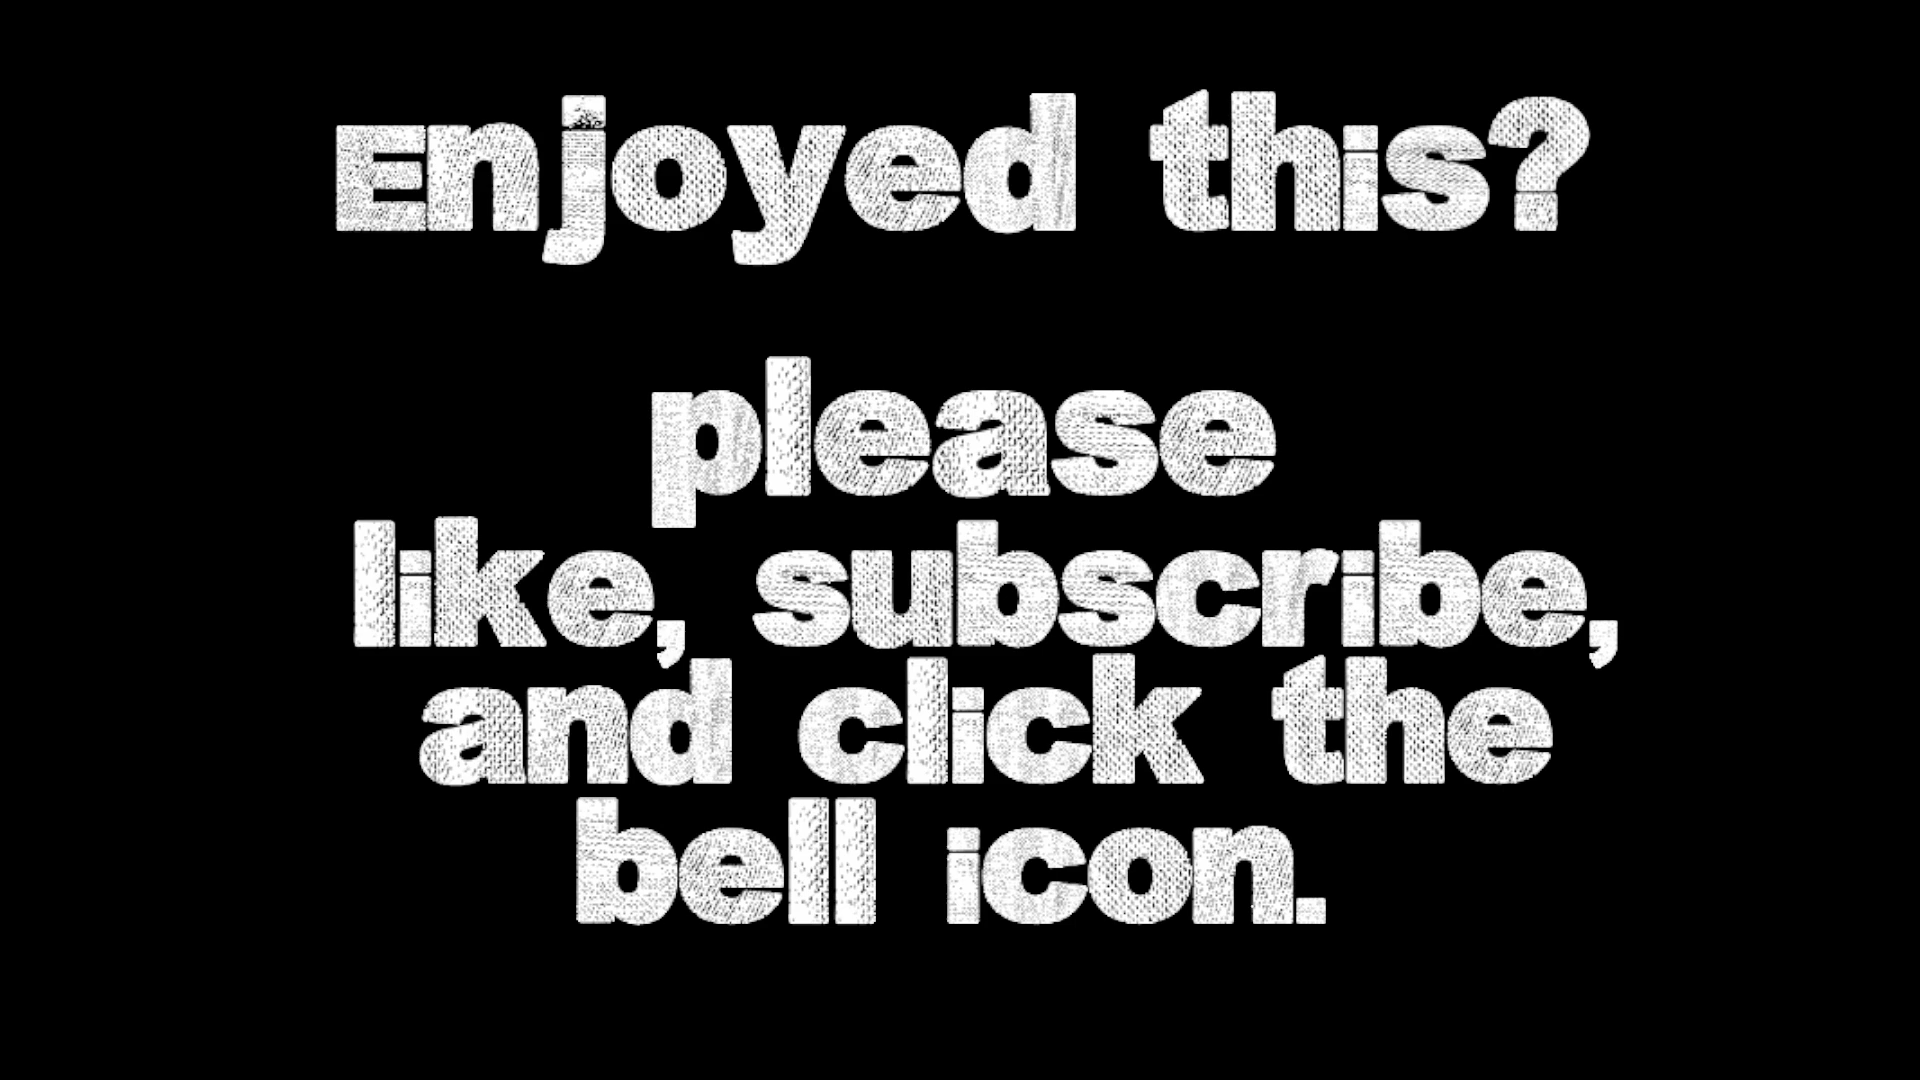 Enjoyed this?
please
like, subscribe,
and click the
bell icon.